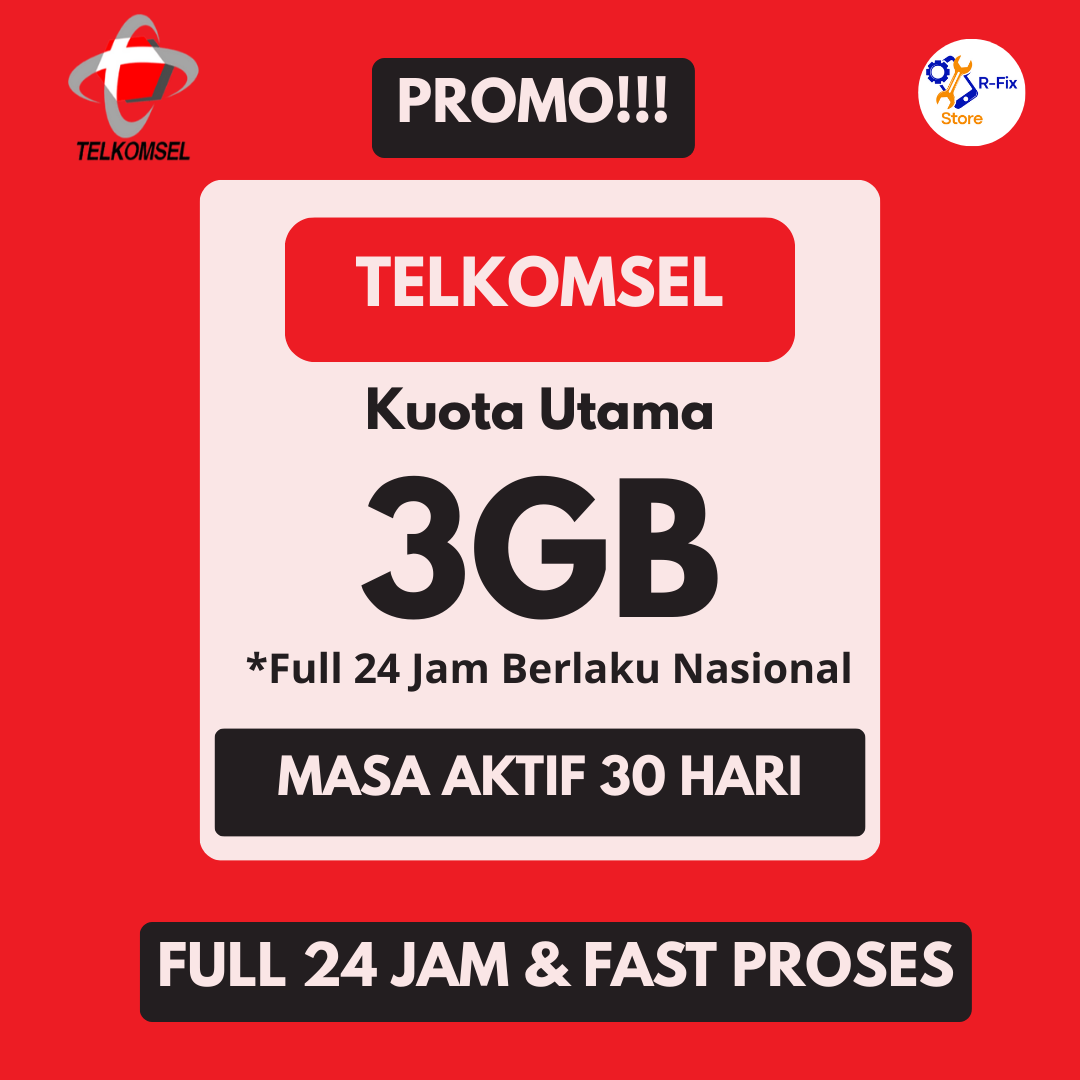 TELKOMSEL
PROMO!!!
R-Fix
Store
TELKOMSEL
Kuota Utama
3GB
*Full 24 Jam Berlaku Nasional
MASA AKTIF 30 HARI
FULL 24 JAM & FAST PROSES